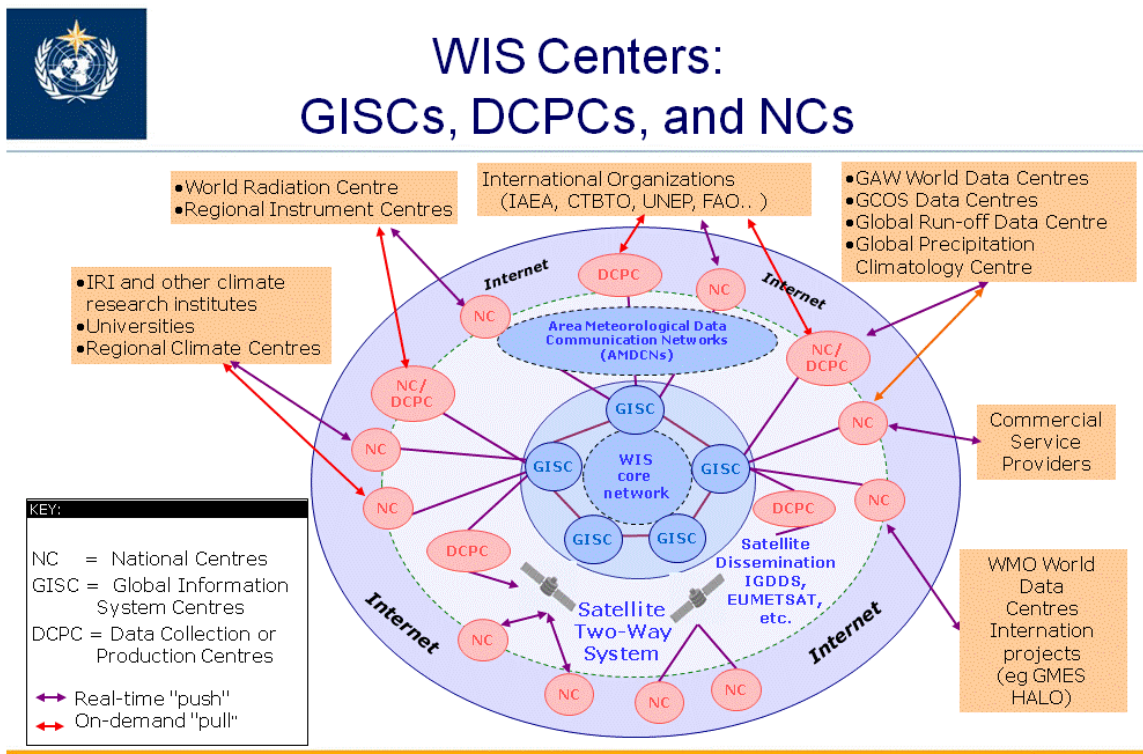 WIS Centers:
GISCs, DCPCs, and NCs
•World Radiation Centre
•Regional Instrument Centres
International Organizations
(IAEA, CTBTO, UNEP, FAO.. )
•GAW World Data Centres
•GCOS Data Centres
•Global Run-off Data Centre
•Global Precipitation
Climatology Centre
•IRI and other climate
research institutes
•Universities
•Regional Climate Centres
Internet
DCPC
NC
Internet
NC
Area Meteorological Data
Communication Networks
(AMDCNs)
NC/
DCPC
NC/
DCPC
GISC
NC
NC
Commercial
Service
Providers
GISC
WIS
core
network
GISC
NC
NC
DCPC
GISC
GISC
DCPC
Satellite
Dissemination
IGDDS,
EUMETSAT,
etc.
Satellite
Two-Way
System
Internet
Internet
NC
NC
NC
NC
WMO World
Data
Centres
Internation
projects
(eg GMES
HALO)
KEY:
NC = National Centres
GISC = Global Information
System Centres
DCPC = Data Collection or
Production Centres
Real-time "push"
On-demand "pull"